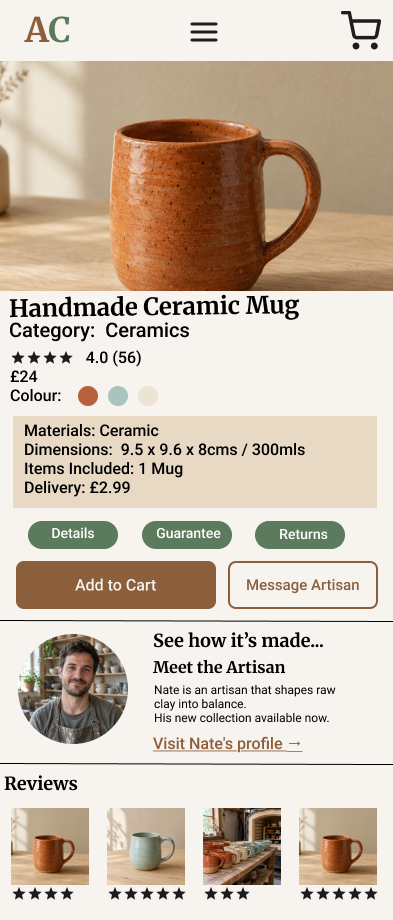 AC
Handmade Ceramic Mug
Category: Ceramics
★★★★ 4.0 (56)
£24
Colour:
Materials: Ceramic
Dimensions: 9.5 x 9.6 x 8cms / 300mls
Items Included: 1 Mug
Delivery: £2.99
Details Guarantee Returns
Add to Cart Message Artisan
See how it’s made...
Meet the Artisan
Nate is an artisan that shapes raw
clay into balance.
His new collection available now.
Visit Nate's profile →
Reviews
★★★★ ★★★★★ ★★★ ★★★★★